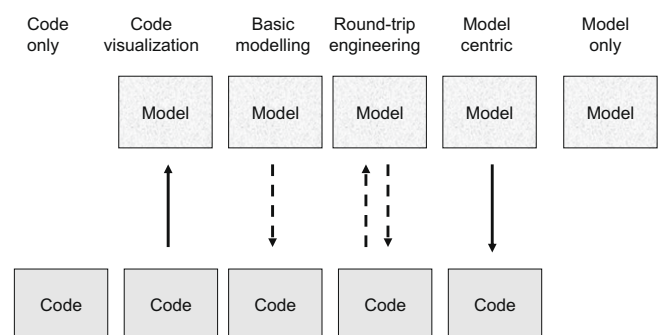 Code only
Code visualization
Basic modelling
Round-trip engineering
Model centric
Model only
Model
Model
Model
Model
Model
Code
Code
Code
Code
Code